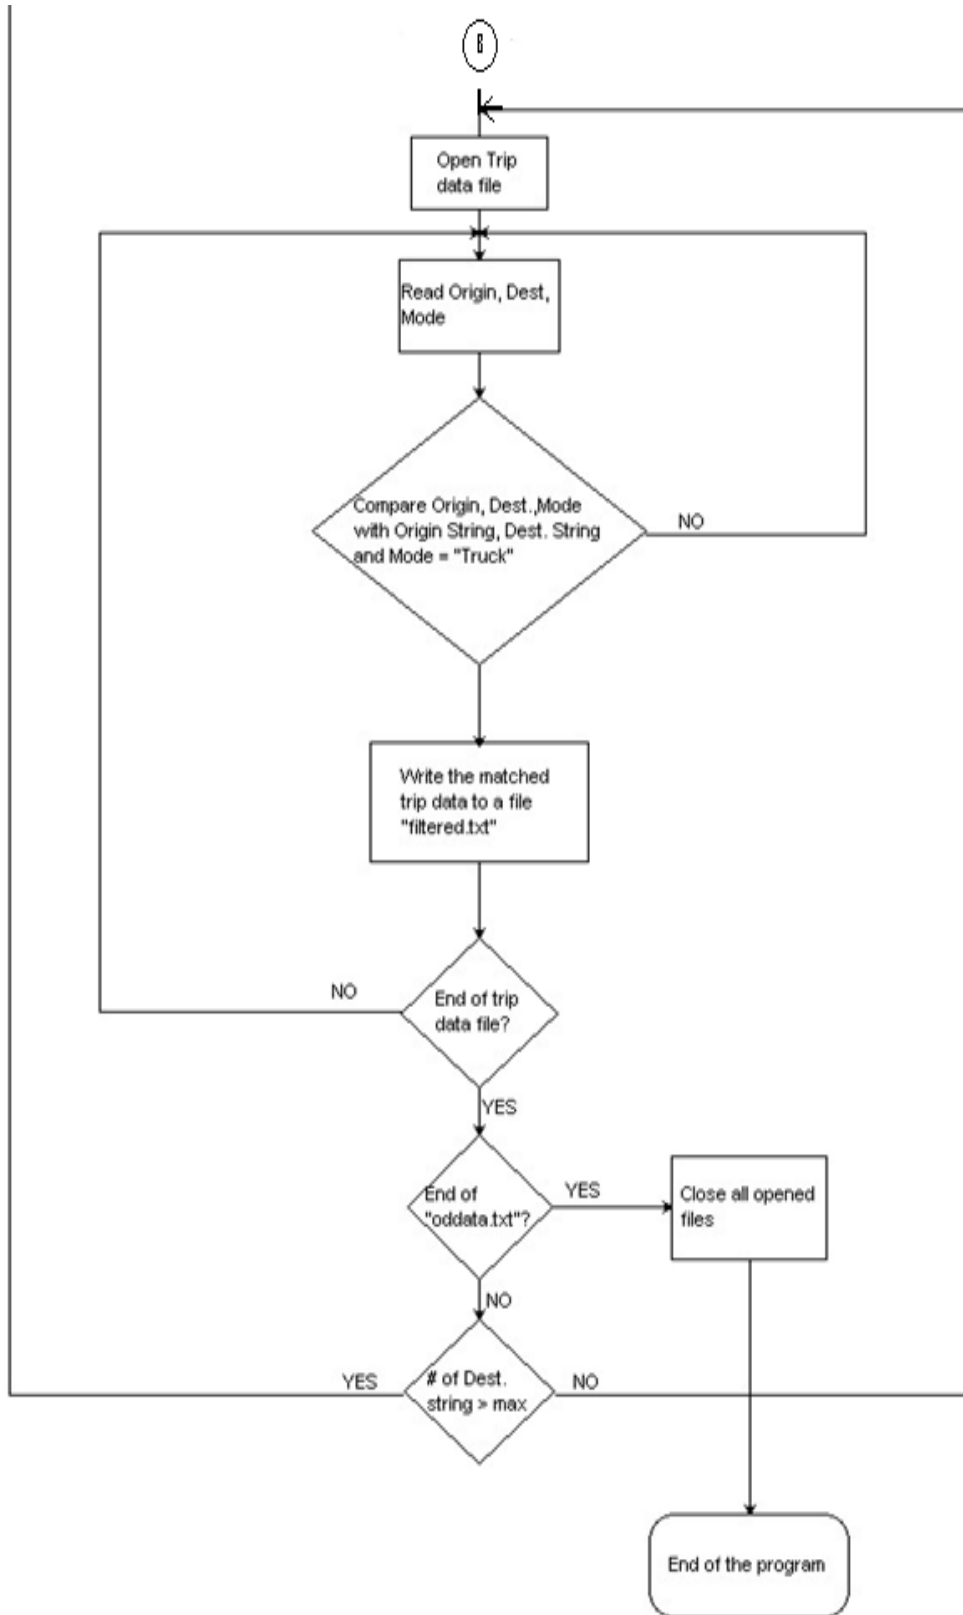 B
Open Trip
data file
Read Origin, Dest,
Mode
Compare Origin, Dest.,Mode
with Origin String, Dest. String
and Mode = "Truck"
NO
Write the matched
trip data to a file
"filtered.txt"
NO
End of trip
data file?
YES
End of
"oddata.txt"?
YES
Close all opened
files
NO
YES
# of Dest.
string > max
NO
End of the program